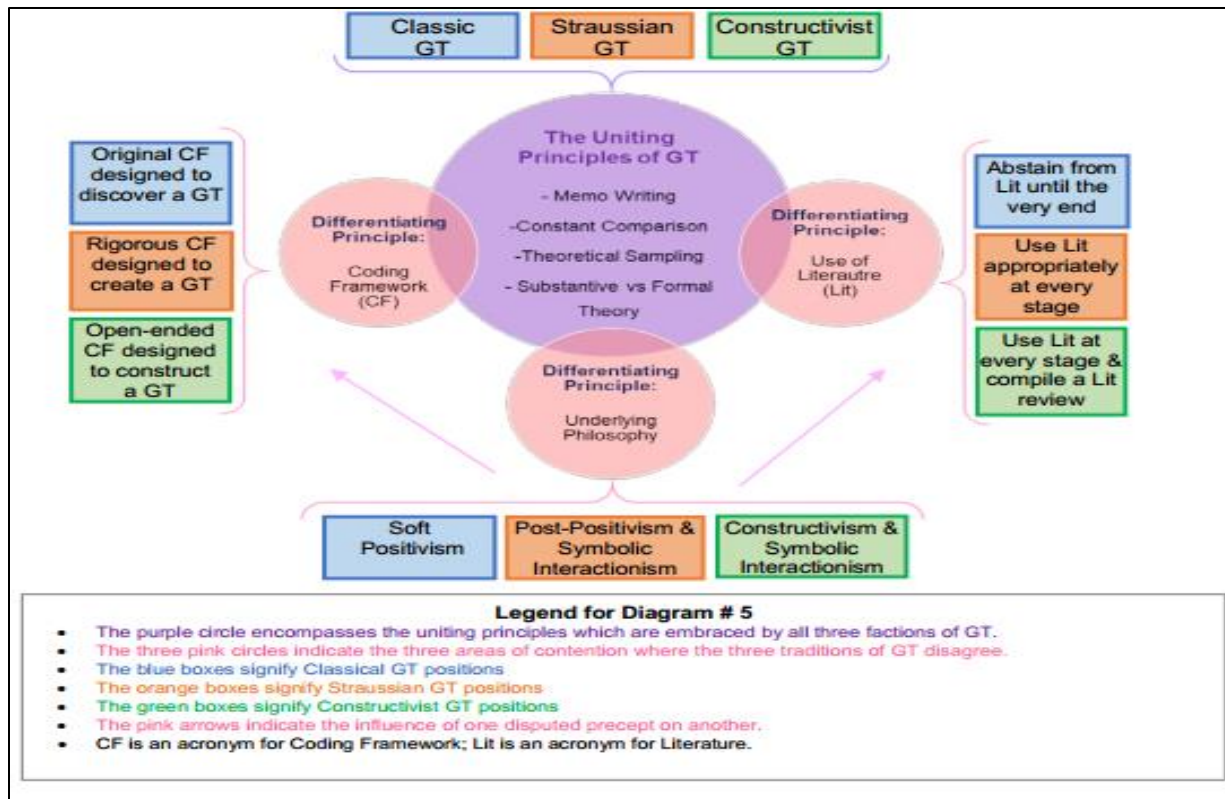 Classic
GT
Straussian
GT
Constructivist
GT
The Uniting
Principles of GT
- Memo Writing
-Constant Comparison
-Theoretical Sampling
- Substantive vs Formal
Theory
Original CF
designed to
discover a GT
Rigorous CF
designed to
create a GT
Open-ended
CF designed
to construct
a GT
Differentiating
Principle:
Coding
Framework
(CF)
Differentiating
Principle:
Use of
Literautre
(Lit)
Abstain from
Lit until the
very end
Use Lit
appropriately
at every
stage
Use Lit at
every stage &
compile a Lit
review
Differentiating
Principle:
Underlying
Philosophy
Soft
Positivism
Post-Positivism &
Symbolic
Interactionism
Constructivism &
Symbolic
Interactionism
Legend for Diagram # 5
• The purple circle encompasses the uniting principles which are embraced by all three factions of GT.
• The three pink circles indicate the three areas of contention where the three traditions of GT disagree.
• The blue boxes signify Classical GT positions
• The orange boxes signify Straussian GT positions
• The green boxes signify Constructivist GT positions
• The pink arrows indicate the influence of one disputed precept on another.
• CF is an acronym for Coding Framework; Lit is an acronym for Literature.